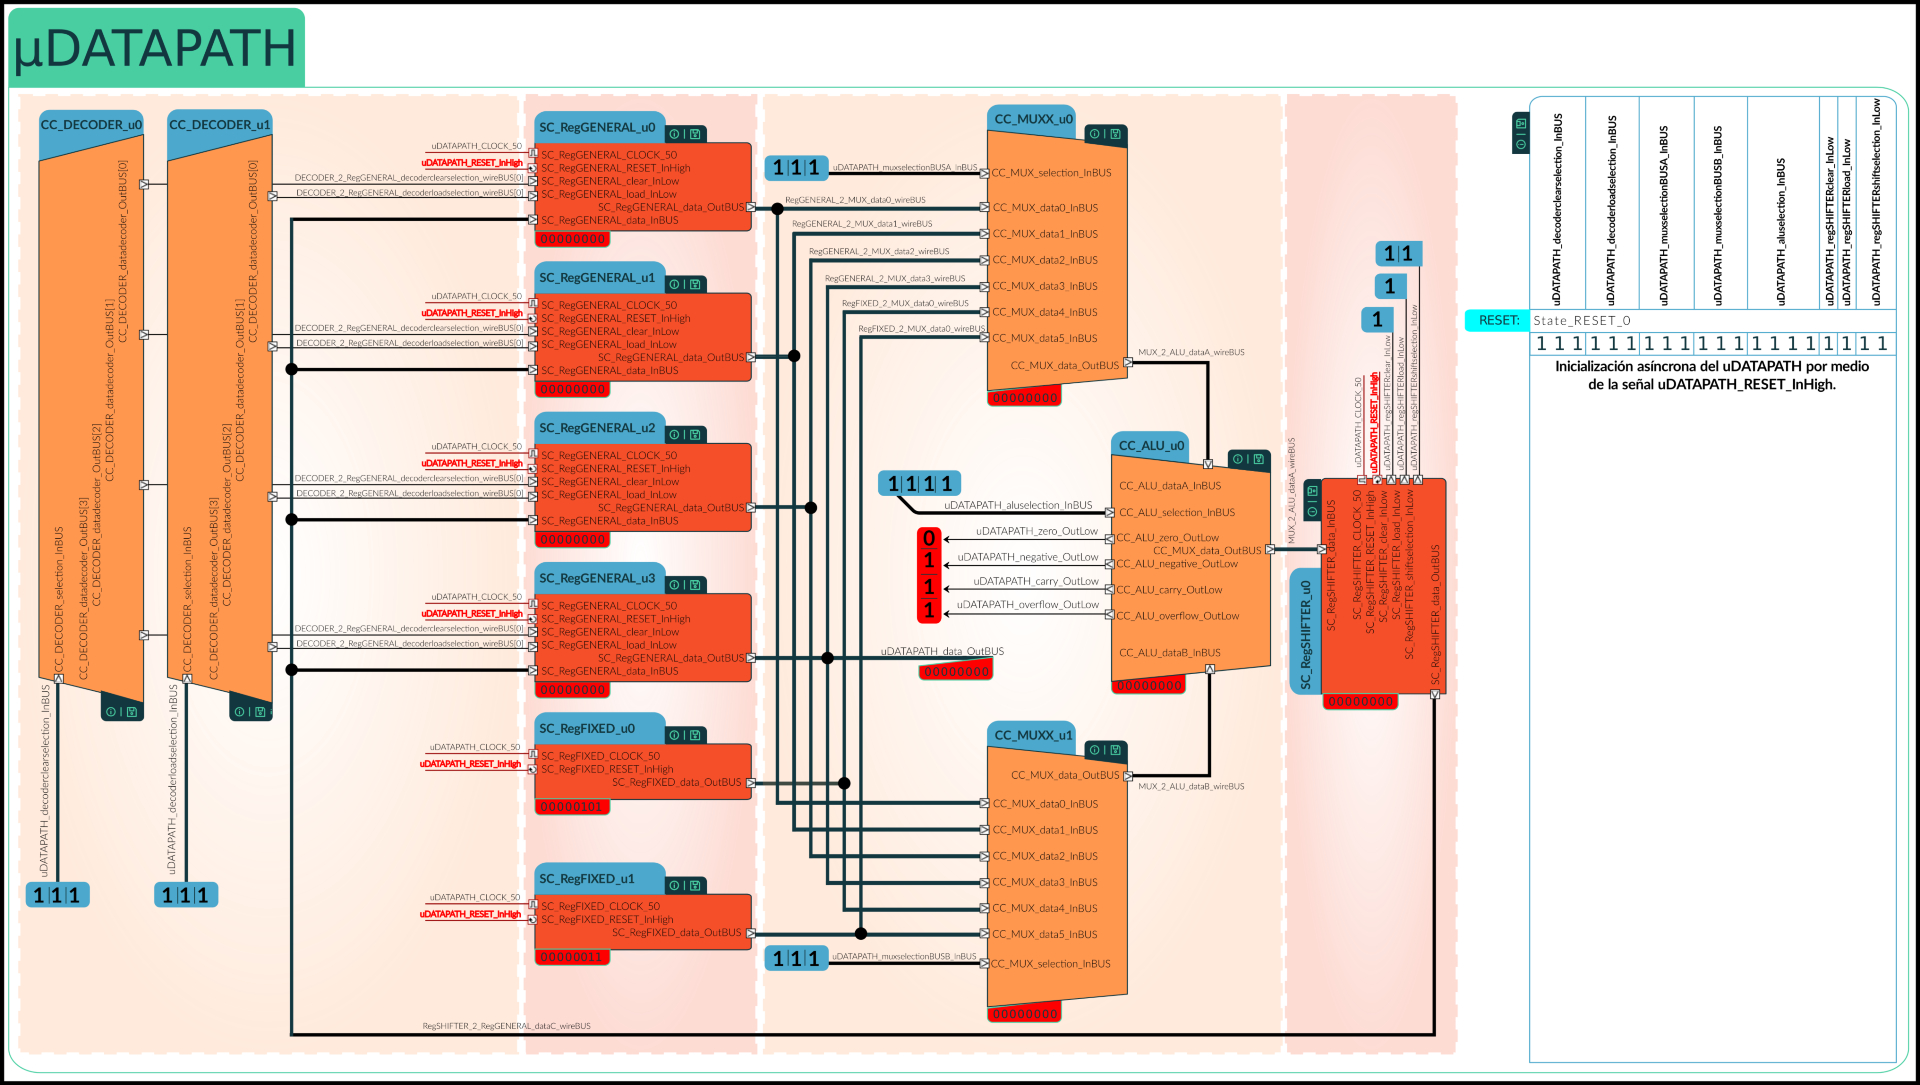 µDATAPATH
CC_DECODER_u0
CC_DECODER_datadecoder_OutBUS[0]
CC_DECODER_datadecoder_OutBUS[1]
CC_DECODER_datadecoder_OutBUS[2]
CC_DECODER_datadecoder_OutBUS[3]
CC_DECODER_selection_InBUS
uDATAPATH_decoderclearselection_InBUS
1 1 1
CC_DECODER_u1
CC_DECODER_datadecoder_OutBUS[0]
CC_DECODER_datadecoder_OutBUS[1]
CC_DECODER_datadecoder_OutBUS[2]
CC_DECODER_datadecoder_OutBUS[3]
CC_DECODER_selection_InBUS
uDATAPATH_decoderloadselection_InBUS
1 1 1
SC_RegGENERAL_u0
uDATAPATH_CLOCK_50
uDATAPATH_RESET_InHigh
DECODER_2_RegGENERAL_decoderclearselection_wireBUS[0]
DECODER_2_RegGENERAL_decoderloadselection_wireBUS[0]
SC_RegGENERAL_CLOCK_50
SC_RegGENERAL_RESET_InHigh
SC_RegGENERAL_clear_InLow
SC_RegGENERAL_load_InLow
SC_RegGENERAL_data_OutBUS
SC_RegGENERAL_data_InBUS
00000000
SC_RegGENERAL_u1
uDATAPATH_CLOCK_50
uDATAPATH_RESET_InHigh
DECODER_2_RegGENERAL_decoderclearselection_wireBUS[0]
DECODER_2_RegGENERAL_decoderloadselection_wireBUS[0]
SC_RegGENERAL_CLOCK_50
SC_RegGENERAL_RESET_InHigh
SC_RegGENERAL_clear_InLow
SC_RegGENERAL_load_InLow
SC_RegGENERAL_data_OutBUS
SC_RegGENERAL_data_InBUS
00000000
SC_RegGENERAL_u2
uDATAPATH_CLOCK_50
uDATAPATH_RESET_InHigh
DECODER_2_RegGENERAL_decoderclearselection_wireBUS[0]
DECODER_2_RegGENERAL_decoderloadselection_wireBUS[0]
SC_RegGENERAL_CLOCK_50
SC_RegGENERAL_RESET_InHigh
SC_RegGENERAL_clear_InLow
SC_RegGENERAL_load_InLow
SC_RegGENERAL_data_OutBUS
SC_RegGENERAL_data_InBUS
00000000
SC_RegGENERAL_u3
uDATAPATH_CLOCK_50
uDATAPATH_RESET_InHigh
DECODER_2_RegGENERAL_decoderclearselection_wireBUS[0]
DECODER_2_RegGENERAL_decoderloadselection_wireBUS[0]
SC_RegGENERAL_CLOCK_50
SC_RegGENERAL_RESET_InHigh
SC_RegGENERAL_clear_InLow
SC_RegGENERAL_load_InLow
SC_RegGENERAL_data_OutBUS
SC_RegGENERAL_data_InBUS
00000000
SC_RegFIXED_u0
uDATAPATH_CLOCK_50
uDATAPATH_RESET_InHigh
SC_RegFIXED_CLOCK_50
SC_RegFIXED_RESET_InHigh
SC_RegFIXED_data_OutBUS
00000101
SC_RegFIXED_u1
uDATAPATH_CLOCK_50
uDATAPATH_RESET_InHigh
SC_RegFIXED_CLOCK_50
SC_RegFIXED_RESET_InHigh
SC_RegFIXED_data_OutBUS
00000011
RegSHIFTER_2_RegGENERAL_dataC_wireBUS
CC_MUXX_u0
1 1 1
uDATAPATH_muxselectionBUSA_InBUS
RegGENERAL_2_MUX_data0_wireBUS
RegGENERAL_2_MUX_data1_wireBUS
RegGENERAL_2_MUX_data2_wireBUS
RegGENERAL_2_MUX_data3_wireBUS
RegFIXED_2_MUX_data0_wireBUS
RegFIXED_2_MUX_data0_wireBUS
CC_MUX_selection_InBUS
CC_MUX_data0_InBUS
CC_MUX_data1_InBUS
CC_MUX_data2_InBUS
CC_MUX_data3_InBUS
CC_MUX_data4_InBUS
CC_MUX_data5_InBUS
CC_MUX_data_OutBUS
00000000
MUX_2_ALU_dataA_wireBUS
CC_ALU_u0
1 1 1 1
uDATAPATH_aluselection_InBUS
uDATAPATH_zero_OutLow
uDATAPATH_negative_OutLow
uDATAPATH_carry_OutLow
uDATAPATH_overflow_OutLow
0
1
1
1
CC_ALU_dataA_InBUS
CC_ALU_selection_InBUS
CC_ALU_zero_OutLow
CC_MUX_data_OutBUS
CC_ALU_negative_OutLow
CC_ALU_carry_OutLow
CC_ALU_overflow_OutLow
CC_ALU_dataB_InBUS
00000000
uDATAPATH_data_OutBUS
00000000
CC_MUXX_u1
CC_MUX_data_OutBUS
CC_MUX_data0_InBUS
CC_MUX_data1_InBUS
CC_MUX_data2_InBUS
CC_MUX_data3_InBUS
CC_MUX_data4_InBUS
CC_MUX_data5_InBUS
CC_MUX_selection_InBUS
1 1 1
uDATAPATH_muxselectionBUSB_InBUS
00000000
MUX_2_ALU_dataB_wireBUS
MUX_2_ALU_dataA_wireBUS
SC_RegSHIFTER_u0
1 1
1
1
uDATAPATH_CLOCK_50
uDATAPATH_RESET_InHigh
uDATAPATH_regSHIFTERclear_InLow
uDATAPATH_regSHIFTERload_InLow
uDATAPATH_regSHIFTERshiftselection_InLow
SC_RegSHIFTER_data_InBUS
SC_RegSHIFTER_CLOCK_50
SC_RegSHIFTER_RESET_InHigh
SC_RegSHIFTER_clear_InLow
SC_RegSHIFTER_load_InLow
SC_RegSHIFTER_shiftselection_InLow
SC_RegSHIFTER_data_OutBUS
00000000
uDATAPATH_decoderclearselection_InBUS
uDATAPATH_decoderloadselection_InBUS
uDATAPATH_muxselectionBUSA_InBUS
uDATAPATH_muxselectionBUSB_InBUS
uDATAPATH_aluselection_InBUS
uDATAPATH_regSHIFTERclear_InLow
uDATAPATH_regSHIFTERload_InLow
uDATAPATH_regSHIFTERshiftselection_InLow
RESET: State_RESET_0
1 1 1 1 1 1 1 1 1 1 1 1 1 1 1 1 1 1 1 1
Inicialización asíncrona del uDATAPATH por medio
de la señal uDATAPATH_RESET_InHigh.